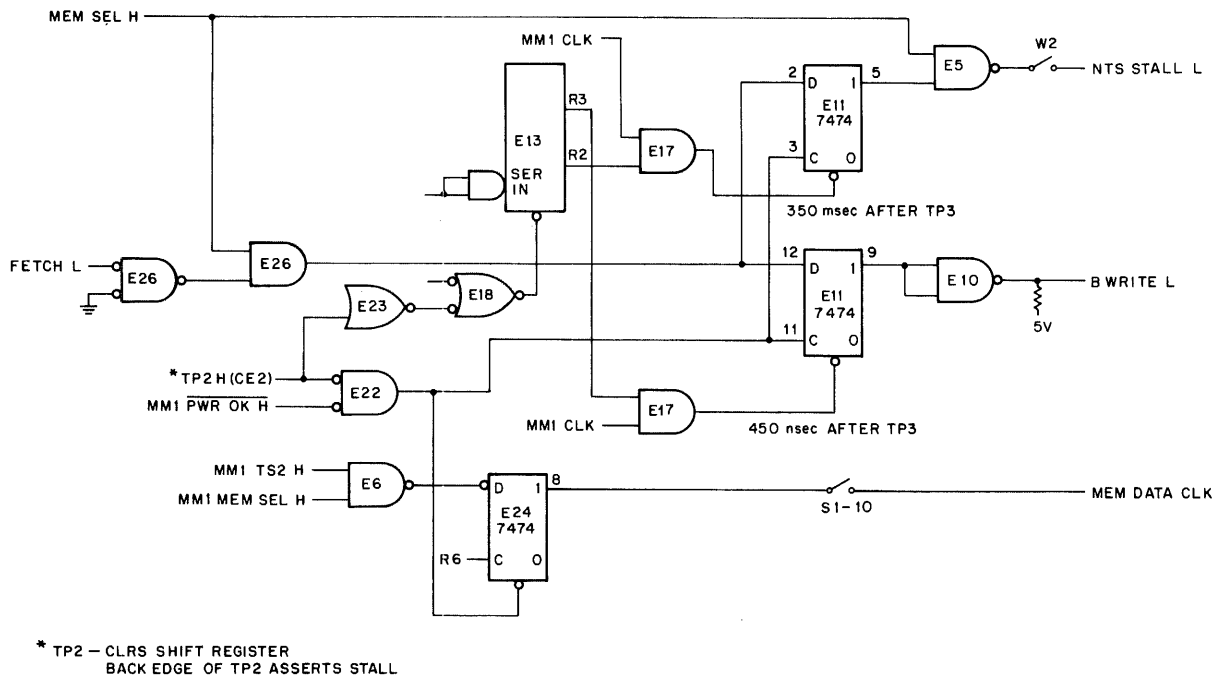 MEM SEL H
MM1 CLK
E5
W2
NTS STALL L
R3
E13
R2
SER
IN
E17
2
D
1
5
E11
7474
3
C
0
350 msec AFTER TP3
FETCH L
E26
E26
12
D
1
9
E11
7474
11
C
0
E10
B WRITE L
5V
E23
E18
* TP2 H (CE2)
E22
MM1 PWR OK H
E17
MM1 CLK
450 nsec AFTER TP3
MM1 TS2 H
E6
MM1 MEM SEL H
D
1
8
E24
7474
R6
C
0
S1-10
MEM DATA CLK
* TP2 — CLRS SHIFT REGISTER
BACK EDGE OF TP2 ASSERTS STALL